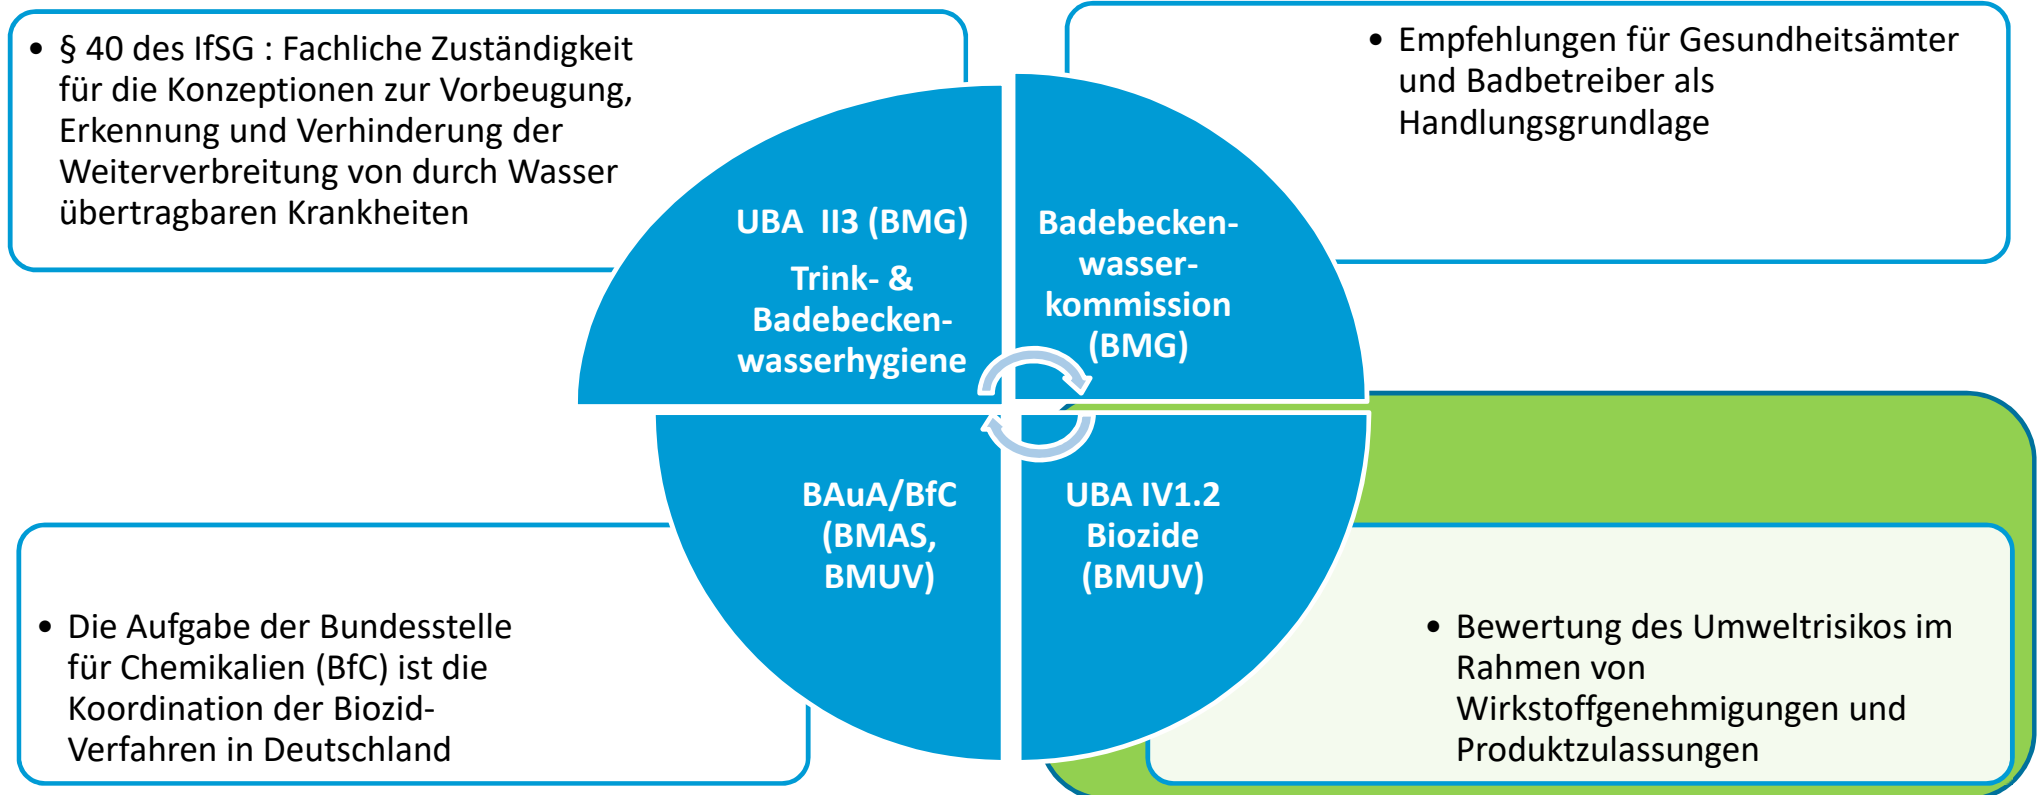 • § 40 des IfSG : Fachliche Zuständigkeit
für die Konzeptionen zur Vorbeugung,
Erkennung und Verhinderung der
Weiterverbreitung von durch Wasser
übertragbaren Krankheiten
• Empfehlungen für Gesundheitsämter
und Badbetreiber als
Handlungsgrundlage
UBA II3 (BMG)
Trink- &
Badebecken-
wasserhygiene
Badebecken-
wasser-
kommission
(BMG)
BAuA/BfC
(BMAS,
BMUV)
UBA IV1.2
Biozide
(BMUV)
• Die Aufgabe der Bundesstelle
für Chemikalien (BfC) ist die
Koordination der Biozid-
Verfahren in Deutschland
• Bewertung des Umweltrisikos im
Rahmen von
Wirkstoffgenehmigungen und
Produktzulassungen